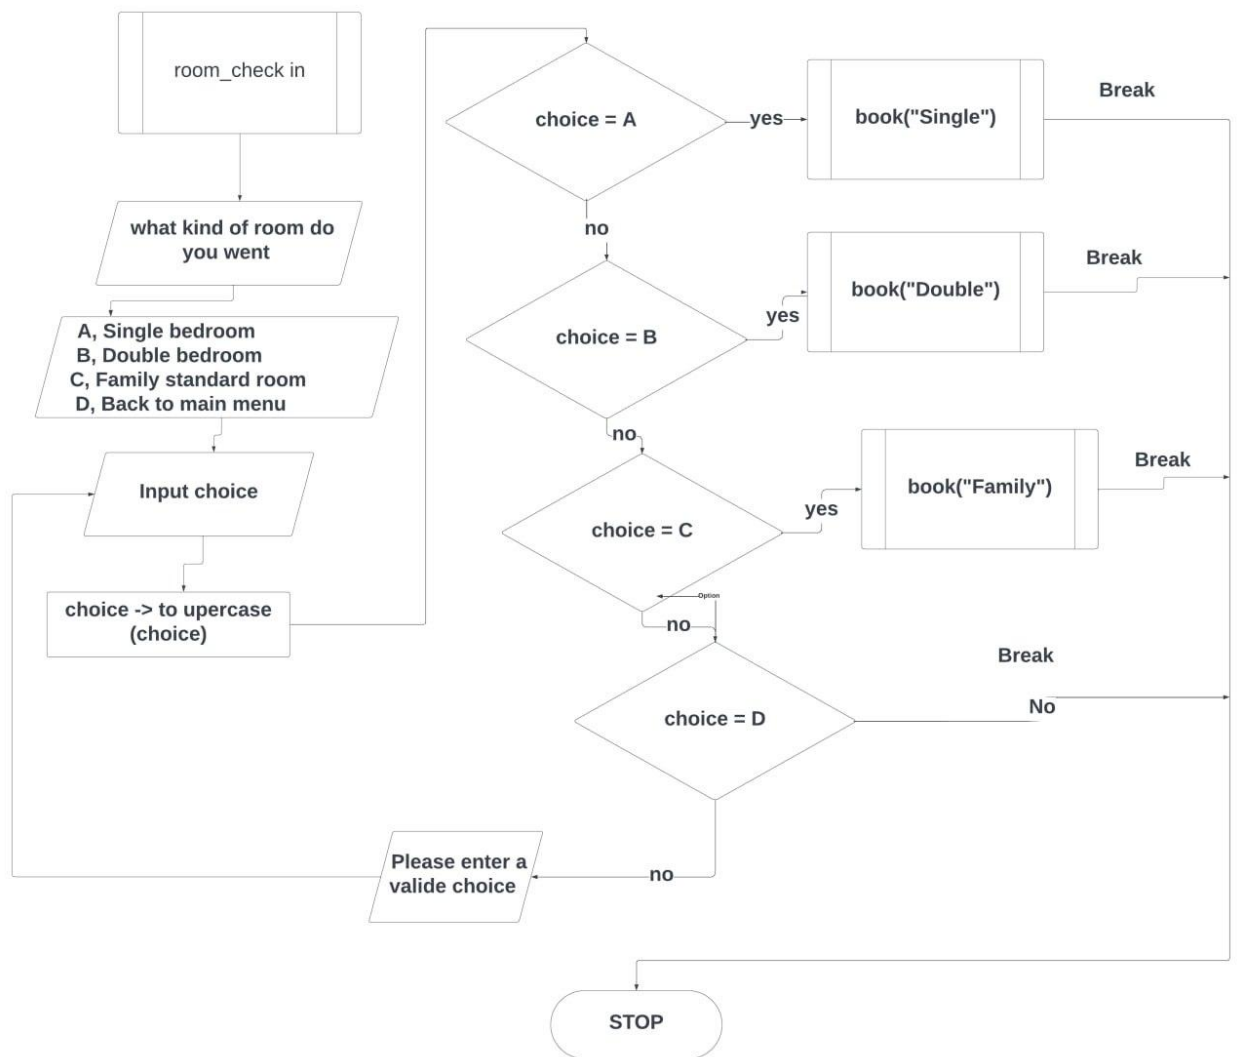 room_check in
what kind of room do
you went
A, Single bedroom
B, Double bedroom
C, Family standard room
D, Back to main menu
Input choice
choice -> to upercase
(choice)
choice = A
yes
book("Single")
Break
no
choice = B
yes
book("Double")
Break
no
choice = C
yes
book("Family")
Break
Option
no
choice = D
Break
No
no
Please enter a
valide choice
STOP